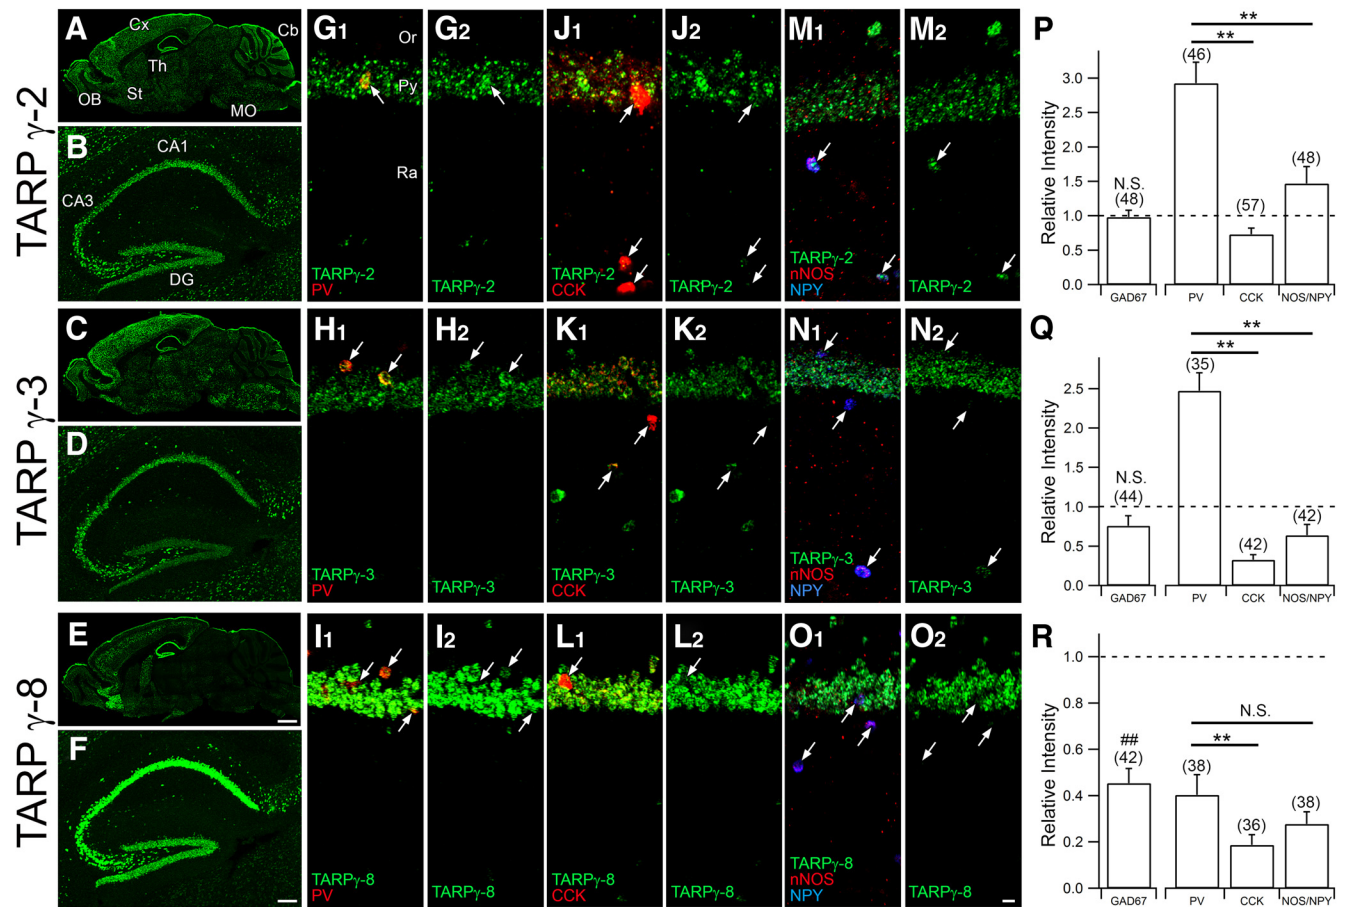 TARP γ-2
A
Cx
Cb
Th
OB
St
MO
B
CA1
CA3
DG
G1
TARPγ-2
PV
G2
Or
Py
Ra
TARPγ-2
J1
TARPγ-2
CCK
J2
TARPγ-2
M1
TARPγ-2
nNOS
NPY
M2
TARPγ-2
P
Relative Intensity
3.0
2.5
2.0
1.5
1.0
0.5
0.0
**
**
(46)
N.S.
(48)
(57)
(48)
GAD67
PV
CCK
NOS/NPY
TARP γ-3
C
D
H1
TARPγ-3
PV
H2
TARPγ-3
K1
TARPγ-3
CCK
K2
TARPγ-3
N1
TARPγ-3
nNOS
NPY
N2
TARPγ-3
Q
Relative Intensity
2.5
2.0
1.5
1.0
0.5
0.0
**
**
(35)
N.S.
(44)
(42)
(42)
GAD67
PV
CCK
NOS/NPY
TARP γ-8
E
F
I1
TARPγ-8
PV
I2
TARPγ-8
L1
TARPγ-8
CCK
L2
TARPγ-8
O1
TARPγ-8
nNOS
NPY
O2
TARPγ-8
R
Relative Intensity
1.0
0.8
0.6
0.4
0.2
0.0
N.S.
**
##
(42)
(38)
(36)
(38)
GAD67
PV
CCK
NOS/NPY